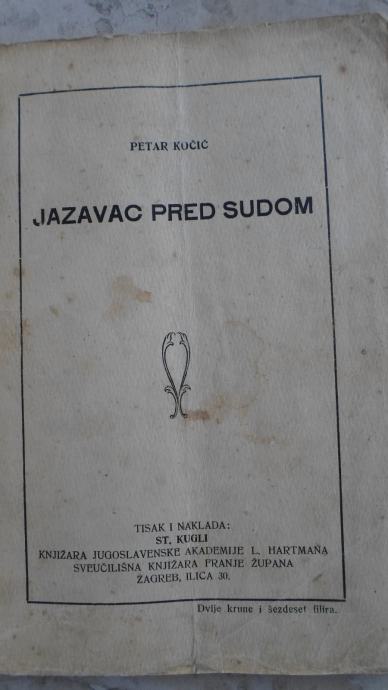 PETAR KOČIĆ
JAZAVAC PRED SUDOM
TISAK I NAKLADA:
ST. KUGLI
KNJIŽARA JUGOSLAVENSKE AKADEMIJE L. HARTMANA
SVEUČILIŠNA KNJIŽARA FRANJE ŽUPANA
ZAGREB, ILICA 30.
Dvije krune i šezdeset filira.